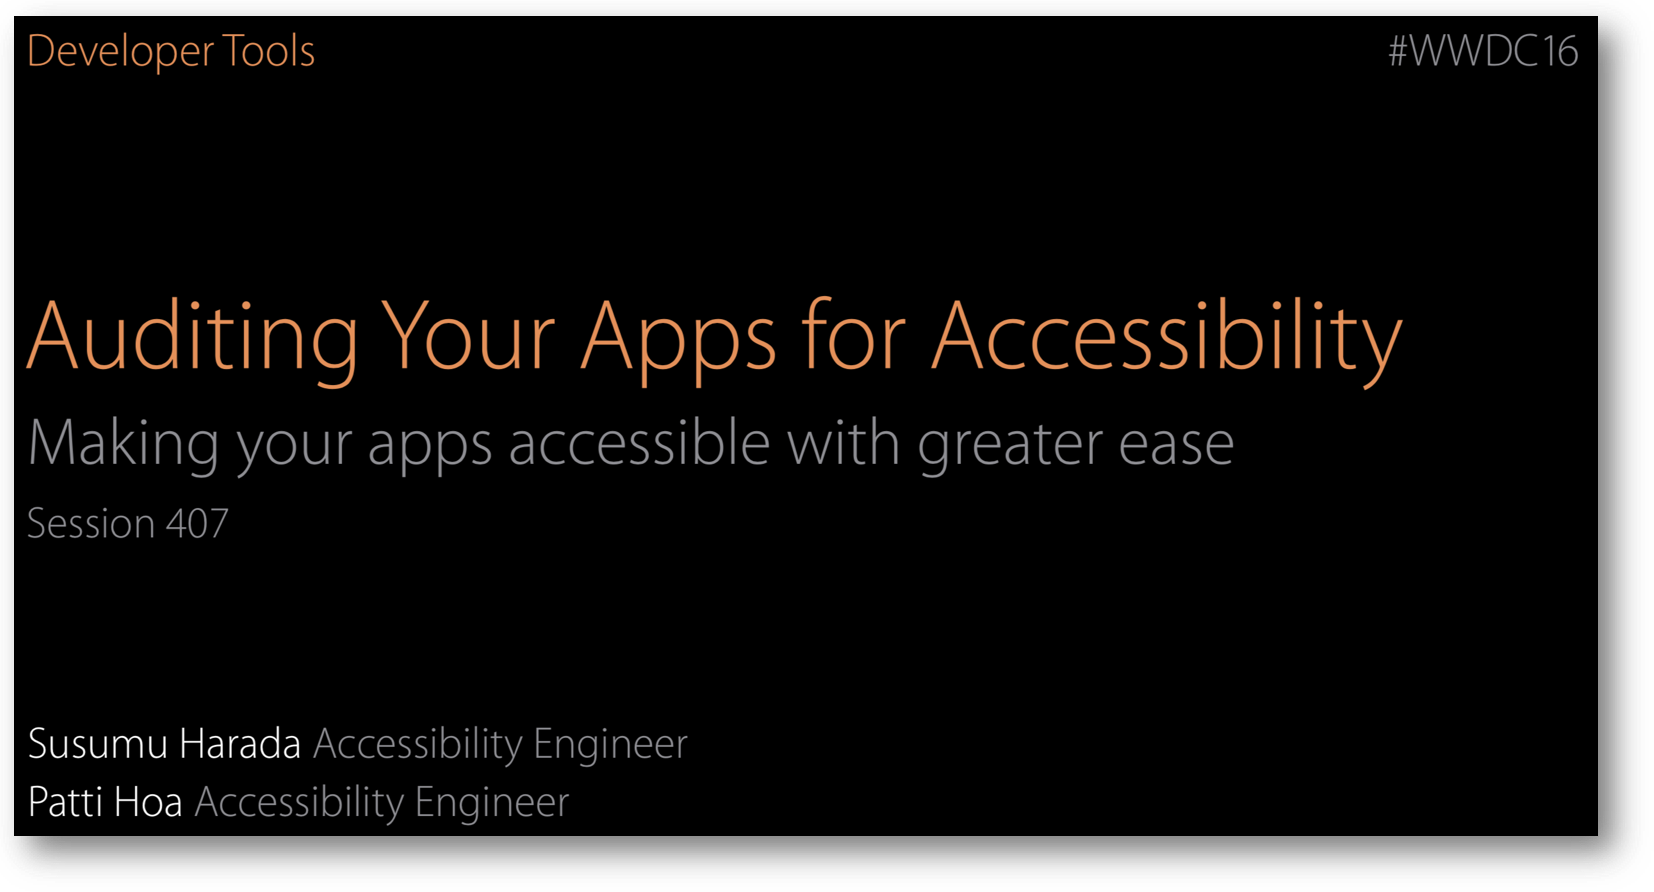 Developer Tools
#WWDC16
Auditing Your Apps for Accessibility
Making your apps accessible with greater ease
Session 407
Susumu Harada Accessibility Engineer
Patti Hoa Accessibility Engineer